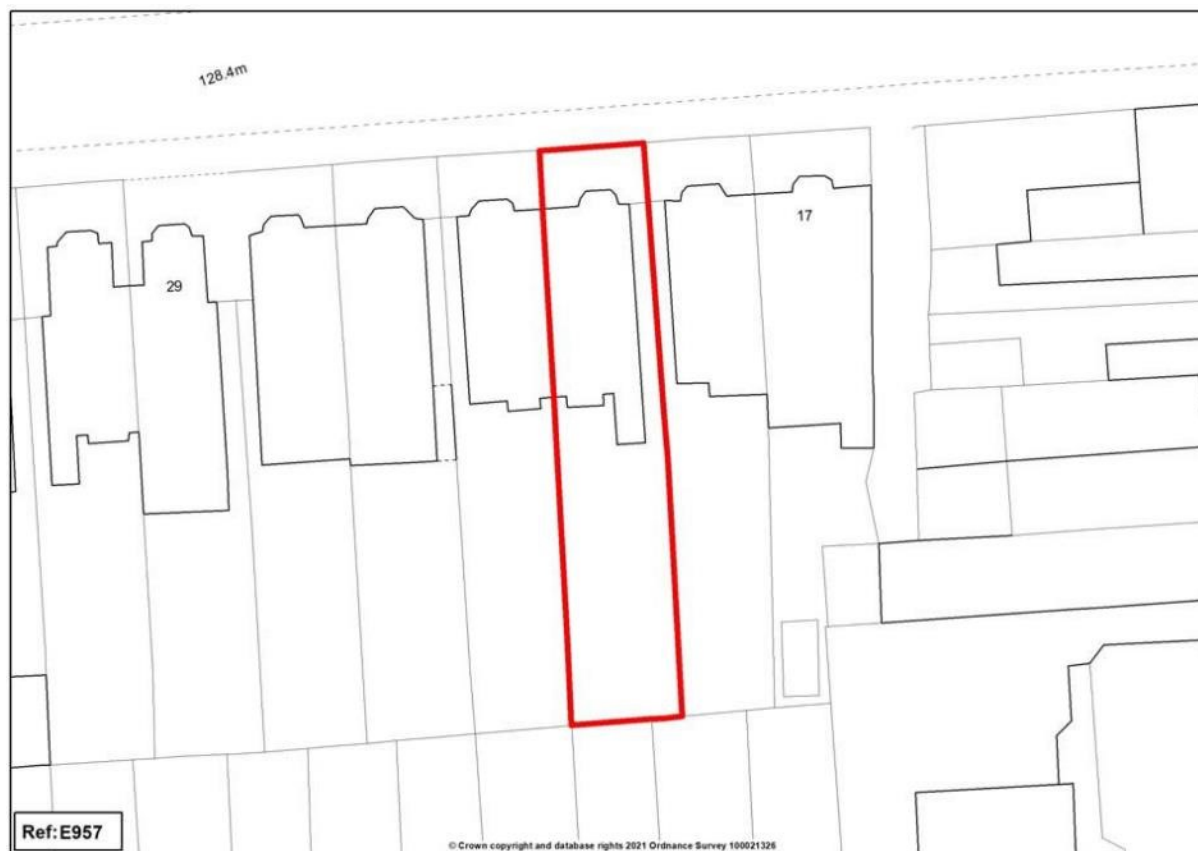 128.4m
17
29
Ref:E957
© Crown copyright and database rights 2021 Ordnance Survey 100021326